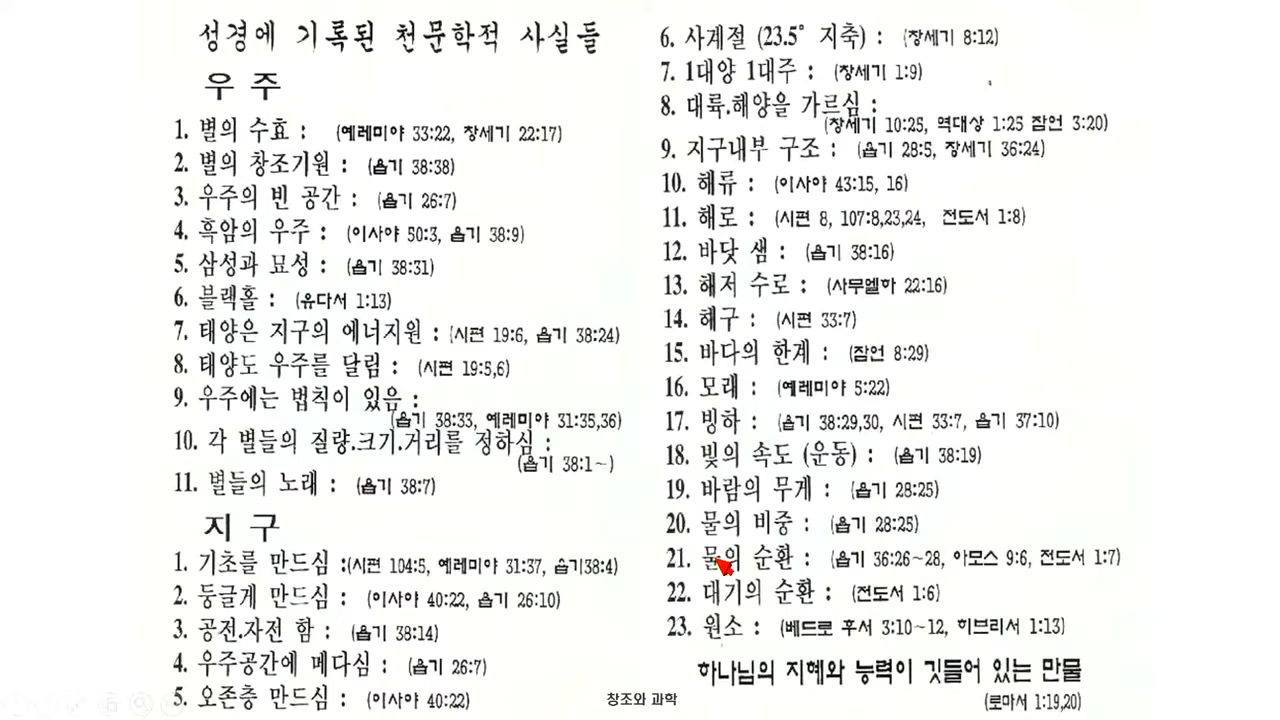 성경에 기록된 천문학적 사실들
우 주
1. 별의 수효 : (예레미야 33:22, 창세기 22:17)
2. 별의 창조기원 : (욥기 38:38)
3. 우주의 빈 공간 : (욥기 26:7)
4. 흑암의 우주 : (이사야 50:3, 욥기 38:9)
5. 삼성과 묘성 : (욥기 38:31)
6. 블랙홀 : (유다서 1:13)
7. 태양은 지구의 에너지원 : (시편 19:6, 욥기 38:24)
8. 태양도 우주를 달림 : (시편 19:5,6)
9. 우주에는 법칙이 있음 :
(욥기 38:33, 예레미야 31:35,36)
10. 각 별들의 질량.크기.거리를 정하심 :
(욥기 38:1~)
11. 별들의 노래 : (욥기 38:7)
지 구
1. 기초를 만드심 :(시편 104:5, 예레미야 31:37, 욥기38:4)
2. 둥글게 만드심 : (이사야 40:22, 욥기 26:10)
3. 공전.자전 함 : (욥기 38:14)
4. 우주공간에 메다심 : (욥기 26:7)
5. 오존층 만드심 : (이사야 40:22)
6. 사계절 (23.5° 지축) : (창세기 8:12)
7. 1대양 1대주 : (창세기 1:9)
8. 대륙.해양을 가르심 :
(창세기 10:25, 역대상 1:25 잠언 3:20)
9. 지구내부 구조 : (욥기 28:5, 창세기 36:24)
10. 해류 : (이사야 43:15, 16)
11. 해로 : (시편 8, 107:8,23,24, 전도서 1:8)
12. 바닷 샘 : (욥기 38:16)
13. 해저 수로 : (사무엘하 22:16)
14. 해구 : (시편 33:7)
15. 바다의 한계 : (잠언 8:29)
16. 모래 : (예레미야 5:22)
17. 빙하 : (욥기 38:29,30, 시편 33:7, 욥기 37:10)
18. 빛의 속도 (운동) : (욥기 38:19)
19. 바람의 무게 : (욥기 28:25)
20. 물의 비중 : (욥기 28:25)
21. 물의 순환 : (욥기 36:26~28, 아모스 9:6, 전도서 1:7)
22. 대기의 순환 : (전도서 1:6)
23. 원소 : (베드로 후서 3:10~12, 히브리서 1:13)
하나님의 지혜와 능력이 깃들어 있는 만물
(로마서 1:19,20)
창조와 과학